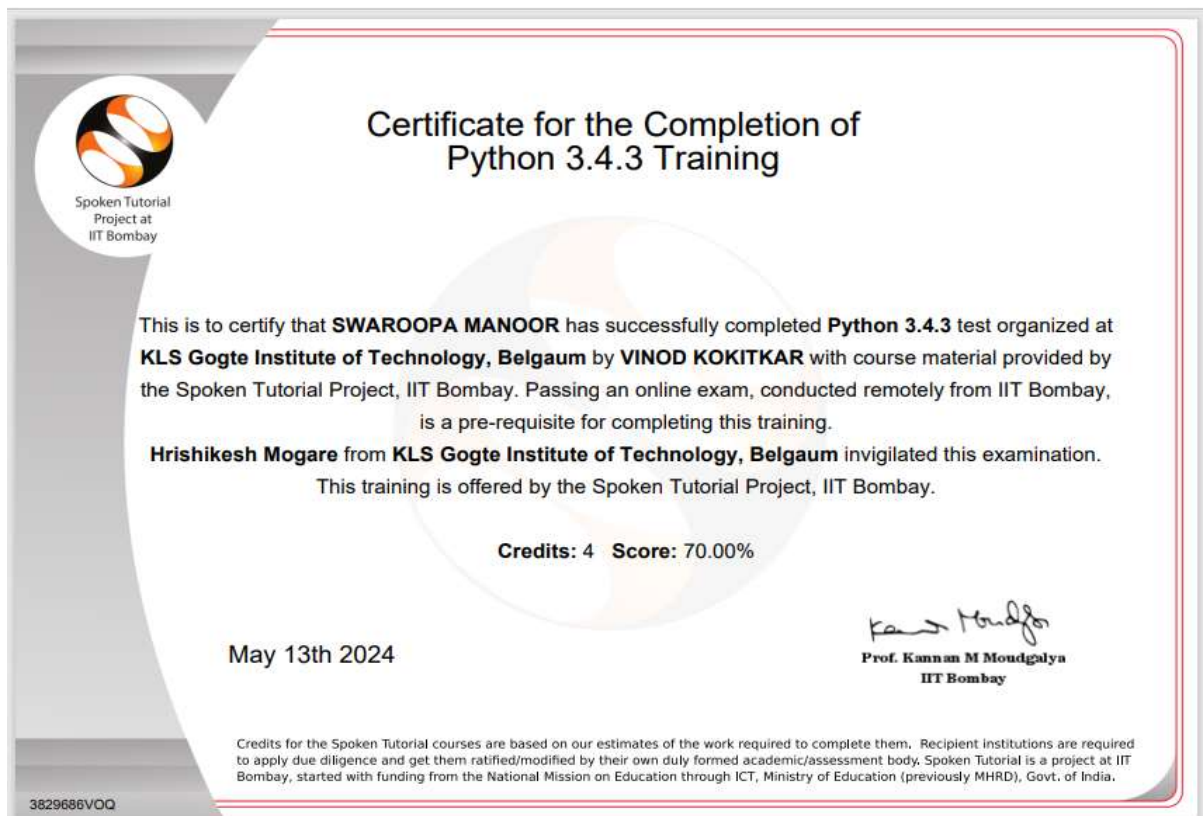 Spoken Tutorial
Project at
IIT Bombay
Certificate for the Completion of
Python 3.4.3 Training
This is to certify that SWAROOPA MANOOR has successfully completed Python 3.4.3 test organized at
KLS Gogte Institute of Technology, Belgaum by VINOD KOKITKAR with course material provided by
the Spoken Tutorial Project, IIT Bombay. Passing an online exam, conducted remotely from IIT Bombay,
is a pre-requisite for completing this training.
Hrishikesh Mogare from KLS Gogte Institute of Technology, Belgaum invigilated this examination.
This training is offered by the Spoken Tutorial Project, IIT Bombay.
Credits: 4 Score: 70.00%
May 13th 2024
Prof. Kannan M Moudgalya
IIT Bombay
Credits for the Spoken Tutorial courses are based on our estimates of the work required to complete them. Recipient institutions are required
to apply due diligence and get them ratified/modified by their own duly formed academic/assessment body. Spoken Tutorial is a project at IIT
Bombay, started with funding from the National Mission on Education through ICT, Ministry of Education (previously MHRD), Govt. of India.
3829686VOQ